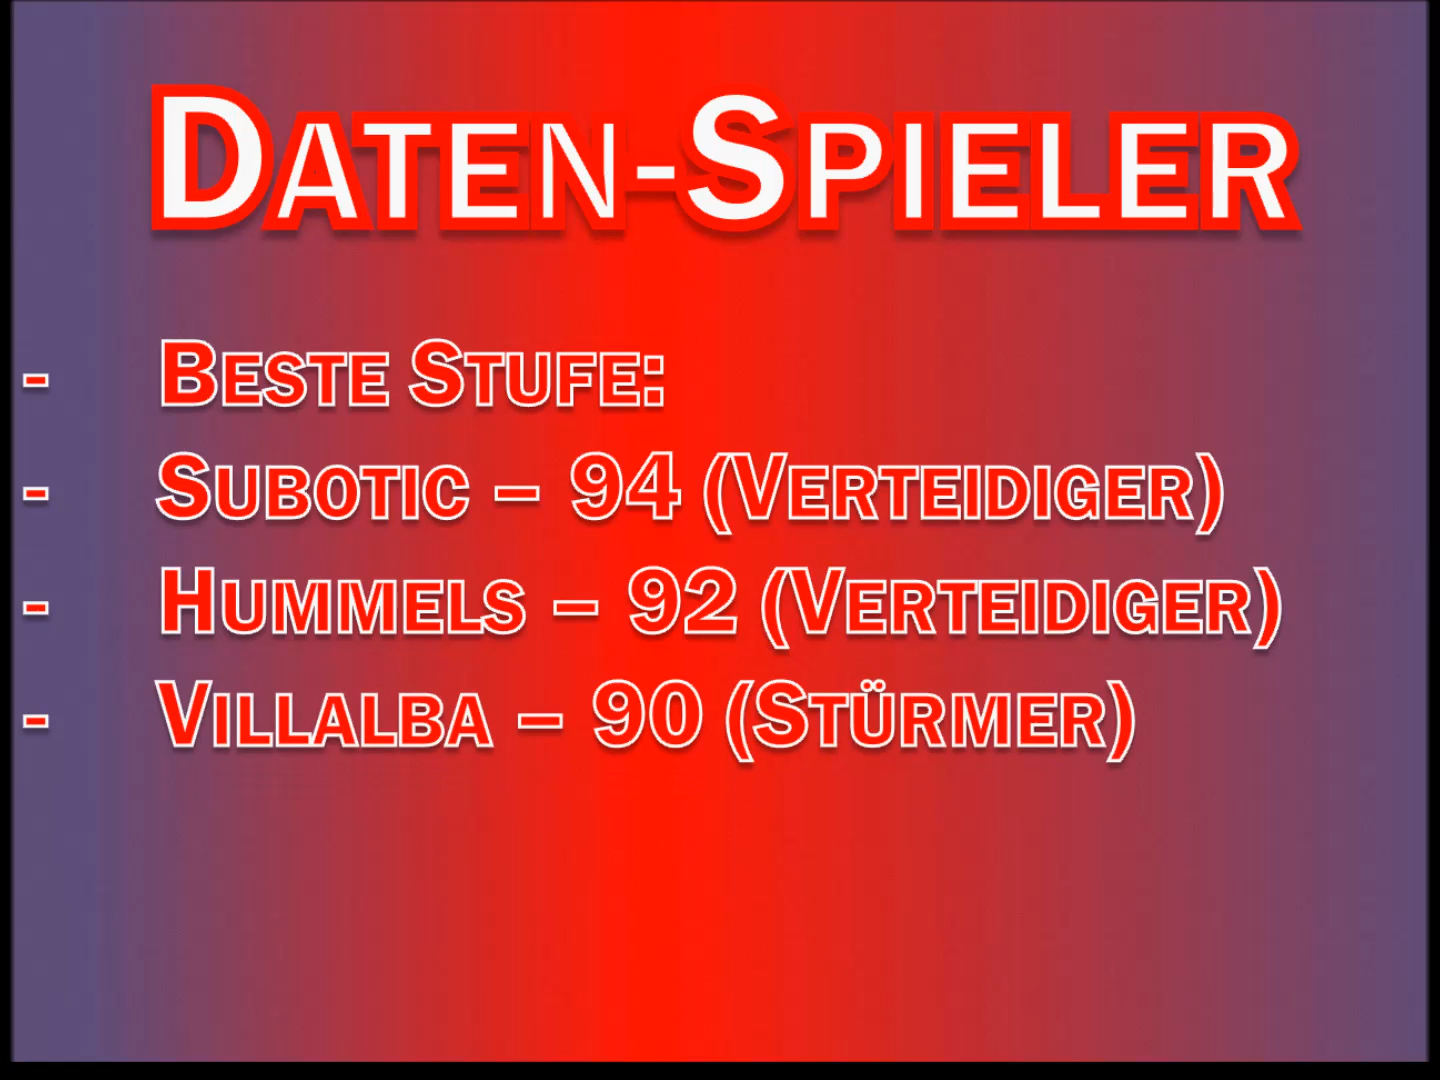 Daten-Spieler
- Beste Stufe:
- Subotic – 94 (Verteidiger)
- Hummels – 92 (Verteidiger)
- Villalba – 90 (Stürmer)